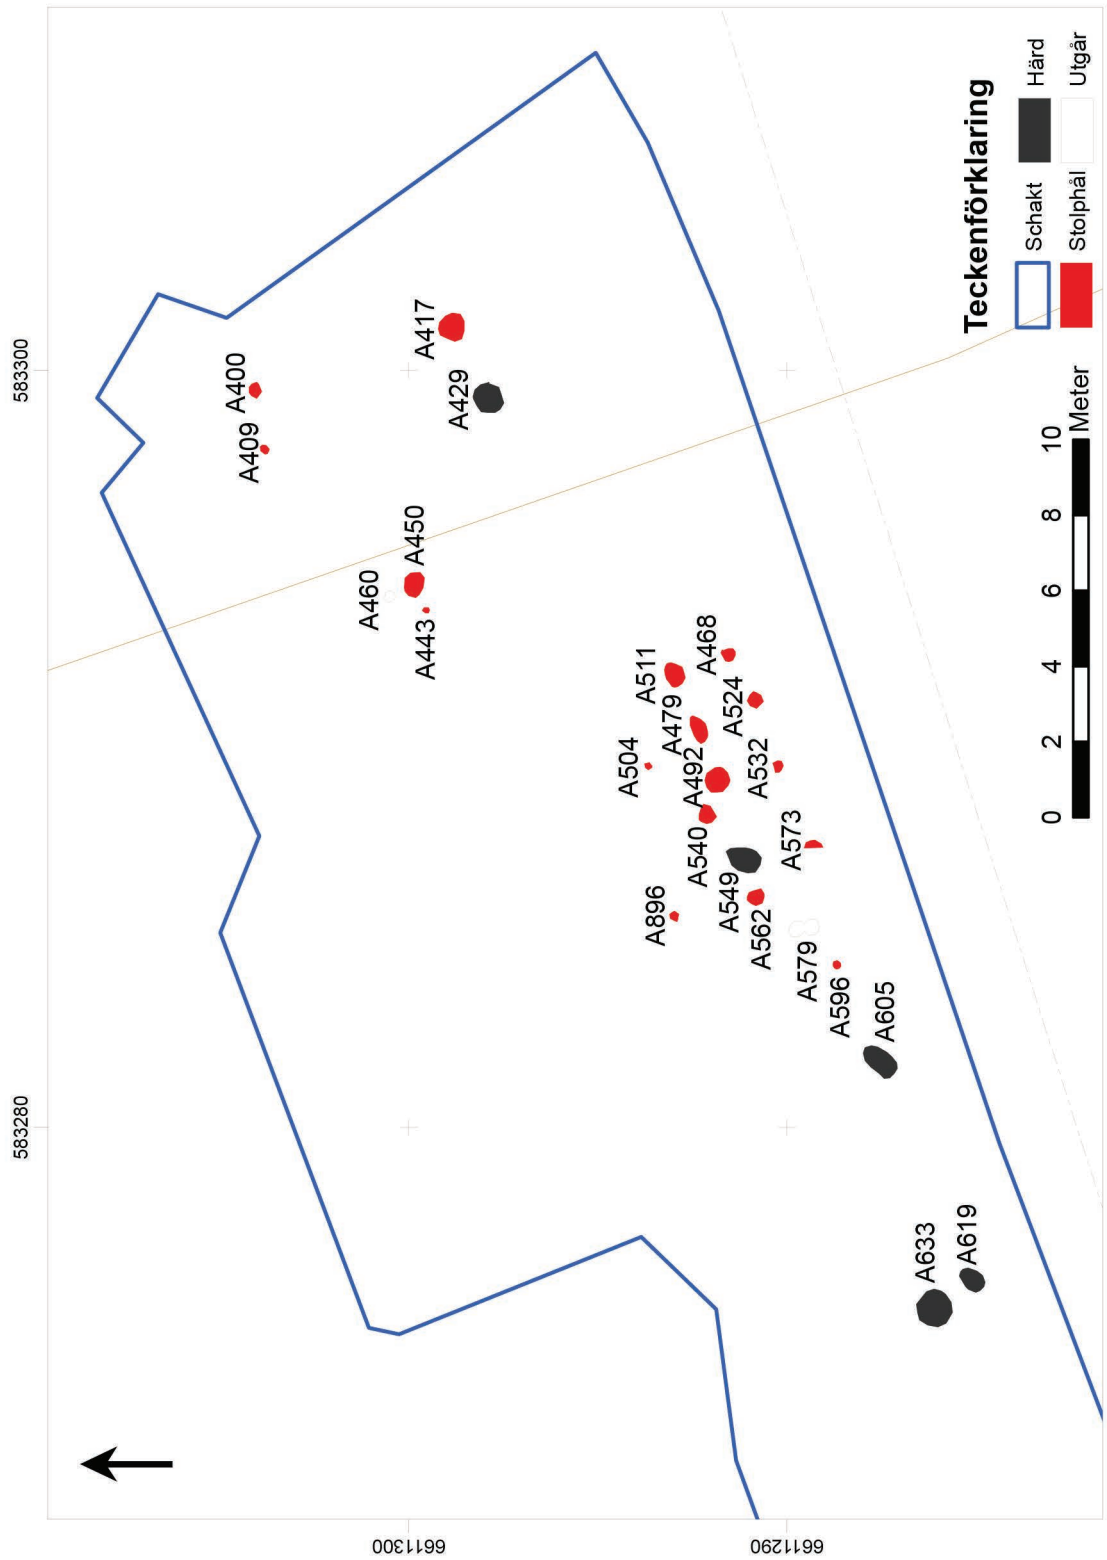 583300
583280
6611300
6611290
A400
A409
A417
A429
A450
A460
A443
A511
A468
A479
A524
A504
A492
A532
A540
A573
A549
A896
A562
A579
A596
A605
A633
A619
Teckenförklaring
Schakt
Härd
Stolphål
Utgår
0 2 4 6 8 10
Meter